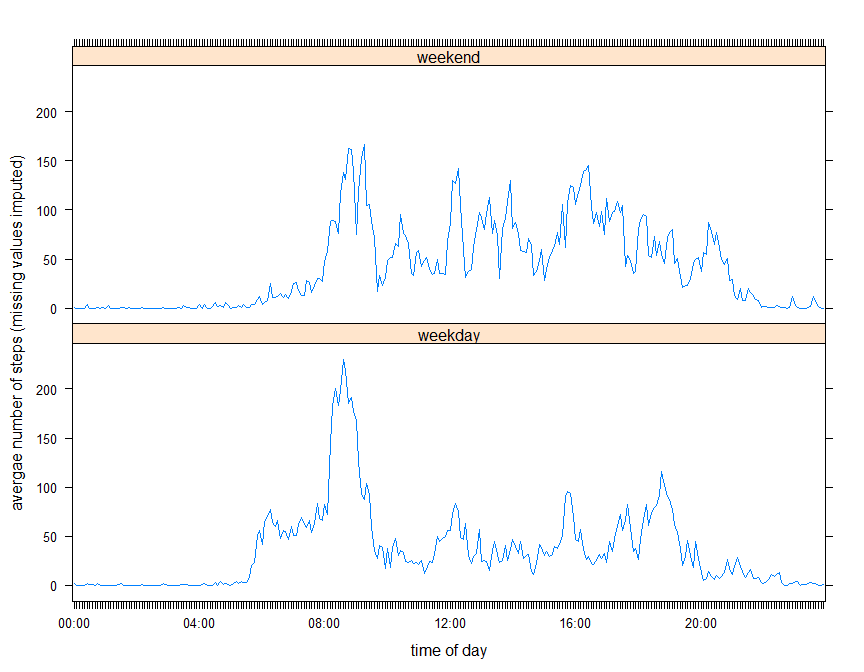 weekend
200
150
100
50
0
weekday
200
150
100
50
0
avergae number of steps (missing values imputed)
00:00 04:00 08:00 12:00 16:00 20:00
time of day